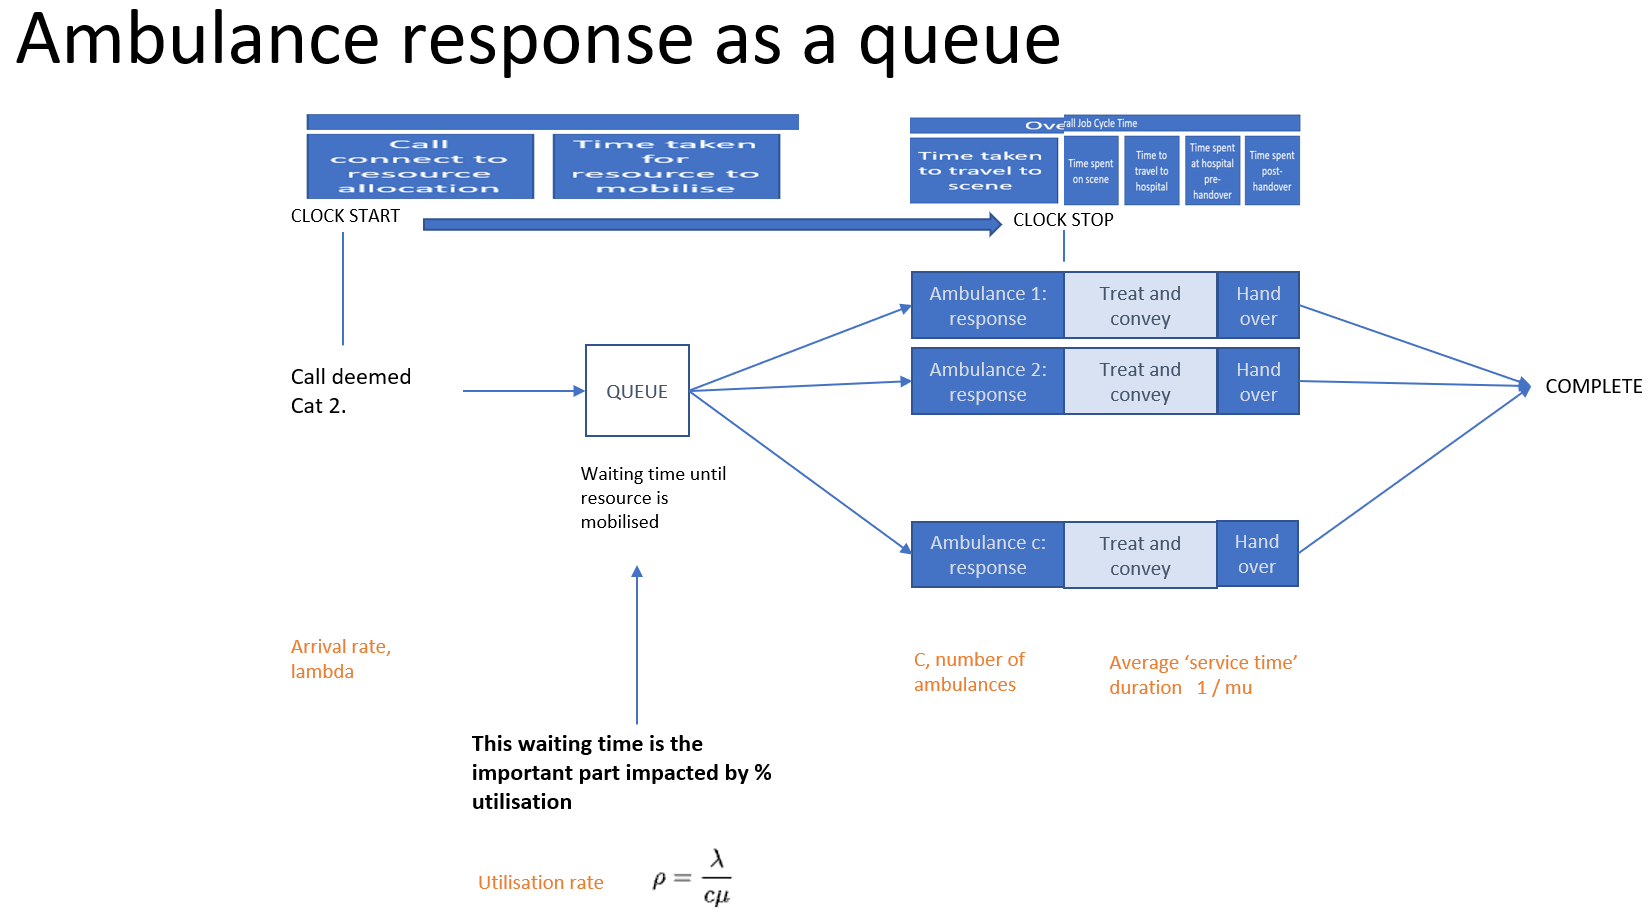 Ambulance response as a queue
Call
connect to
resource
allocation
Time taken
for
resource to
mobilise
Overall Job Cycle Time
Time taken
to travel to
scene
Time spent
on scene
Time to
travel to
hospital
Time spent
at hospital
pre-
handover
Time spent
post-
handover
CLOCK START
CLOCK STOP
Ambulance 1:
response
Treat and
convey
Hand
over
Ambulance 2:
response
Treat and
convey
Hand
over
Call deemed
Cat 2.
QUEUE
COMPLETE
Waiting time until
resource is
mobilised
Ambulance c:
response
Treat and
convey
Hand
over
Arrival rate,
lambda
C, number of
ambulances
Average ‘service time’
duration 1 / mu
This waiting time is the
important part impacted by %
utilisation
Utilisation rate
ρ = λ / cμ